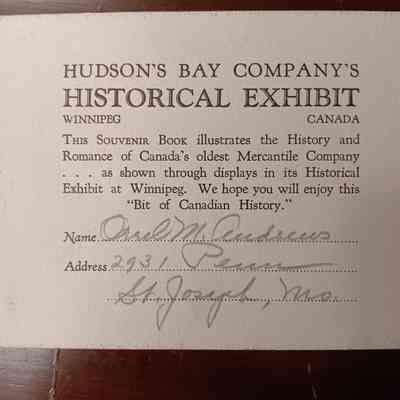 HUDSON'S BAY COMPANY'S
HISTORICAL EXHIBIT
WINNIPEG CANADA
THIS SOUVENIR BOOK illustrates the History and
Romance of Canada's oldest Mercantile Company
. . . as shown through displays in its Historical
Exhibit at Winnipeg. We hope you will enjoy this
"Bit of Canadian History."
Name Carl M. Andrews
Address 2931 Penn
St. Joseph, Mo.